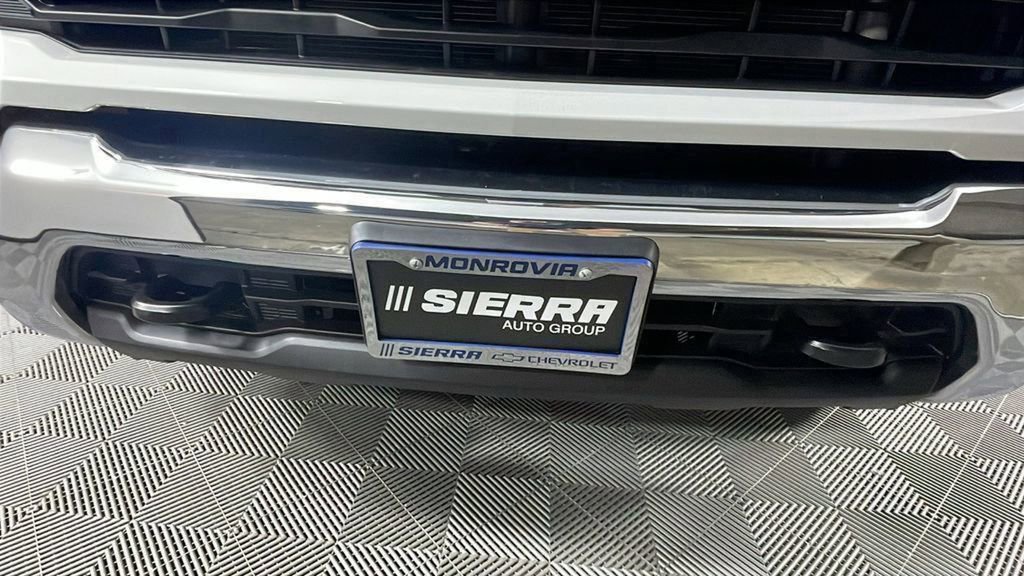 MONROVIA
SIERRA
AUTO GROUP
SIERRA CHEVROLET